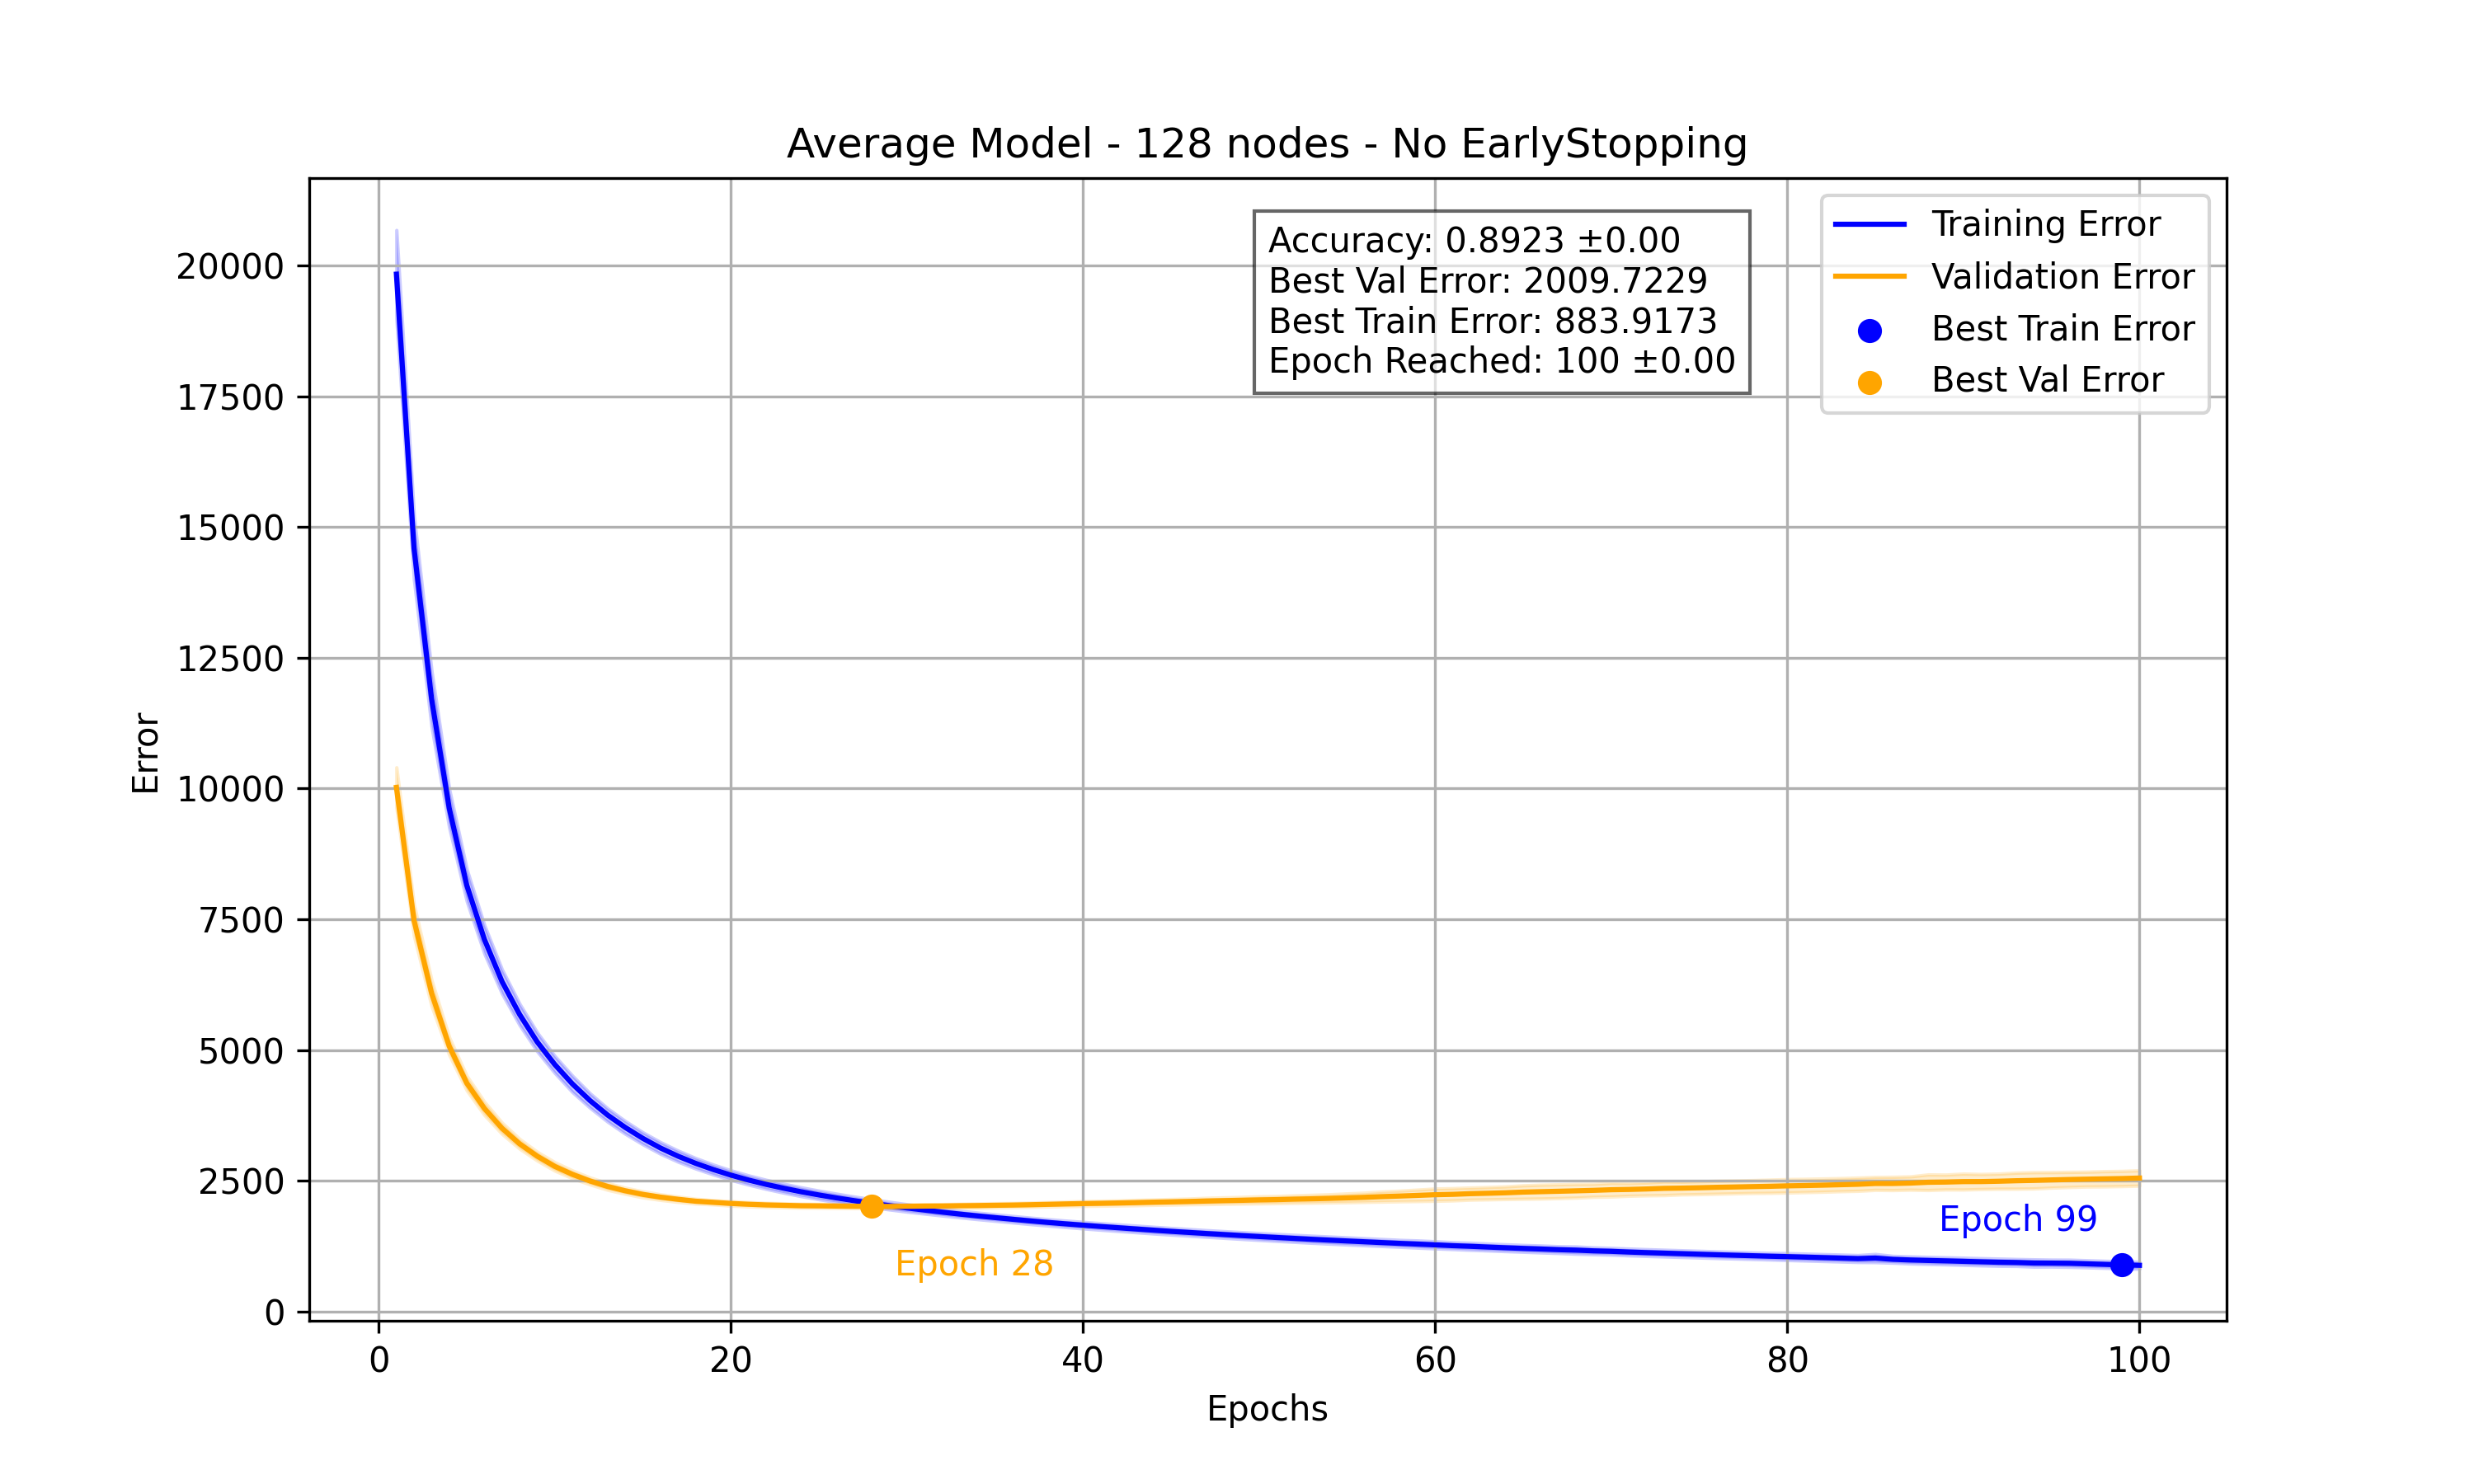 Average Model - 128 nodes - No EarlyStopping
Accuracy: 0.8923 ±0.00
Best Val Error: 2009.7229
Best Train Error: 883.9173
Epoch Reached: 100 ±0.00
Training Error
Validation Error
Best Train Error
Best Val Error
Error
20000
17500
15000
12500
10000
7500
5000
2500
0
Epoch 99
Epoch 28
0 20 40 60 80 100
Epochs